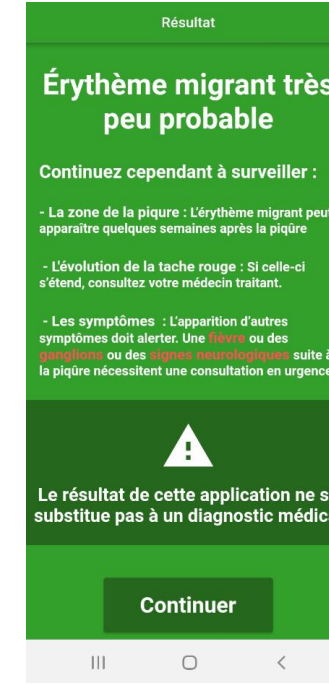 Résultat
Érythème migrant très
peu probable
Continuez cependant à surveiller :
- La zone de la piqure : L'érythème migrant peut
apparaître quelques semaines après la piqûre
- L'évolution de la tache rouge : Si celle-ci
s'étend, consultez votre médecin traitant.
- Les symptômes : L'apparition d'autres
symptômes doit alerter. Une fièvre ou des
ganglions ou des signes neurologiques suite à
la piqûre nécessitent une consultation en urgence
Le résultat de cette application ne s
substitue pas à un diagnostic médic
Continuer